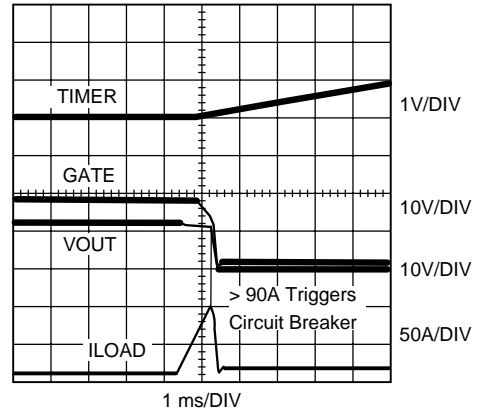 TIMER
1V/DIV
GATE
10V/DIV
VOUT
10V/DIV
> 90A Triggers
Circuit Breaker
50A/DIV
ILOAD
1 ms/DIV